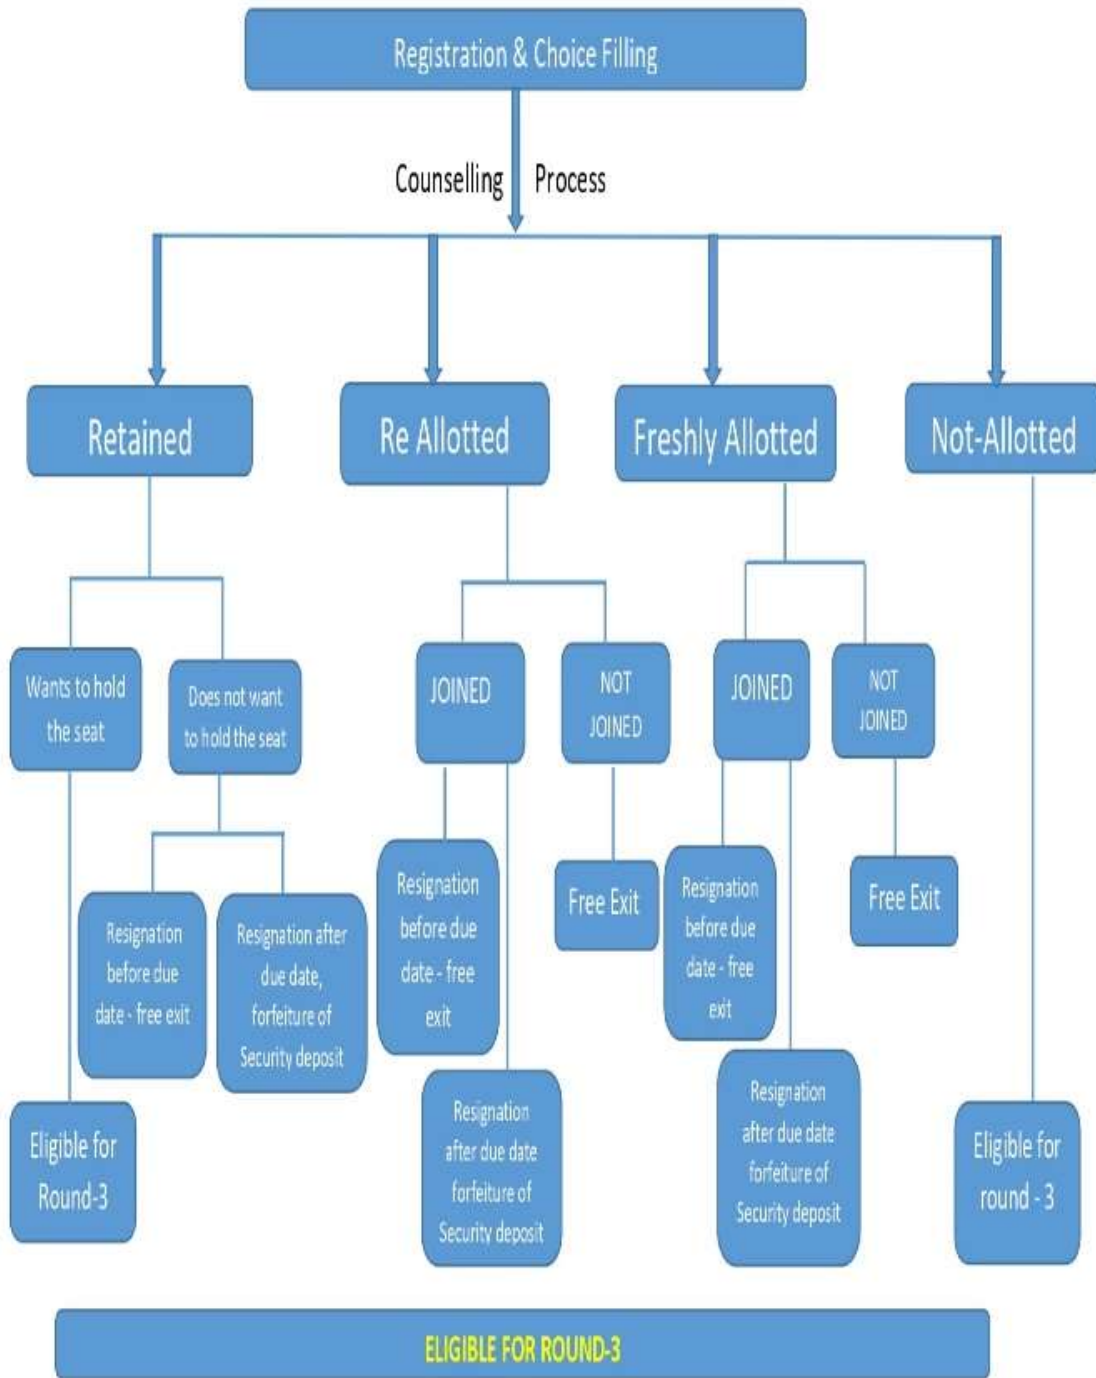 Registration & Choice Filling
Counselling Process
Retained
Re Allotted
Freshly Allotted
Not-Allotted
Wants to hold
the seat
Does not want
to hold the seat
JOINED
NOT
JOINED
JOINED
NOT
JOINED
Resignation
before due
date - free exit
Resignation after
due date,
forfeiture of
Security deposit
Resignation
before due
date - free
exit
Free Exit
Resignation
before due
date - free
exit
Free Exit
Eligible for
Round-3
Resignation
after due date
forfeiture of
Security deposit
Resignation
after due date
forfeiture of
Security deposit
Eligible for
round - 3
ELIGIBLE FOR ROUND-3